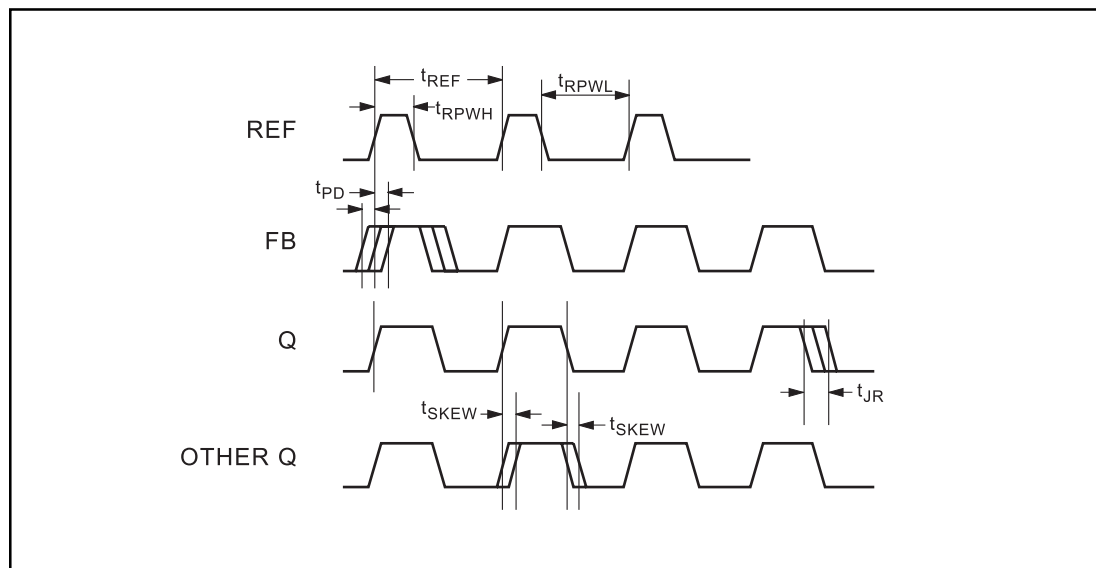 tREF
tRPWL
tRPWH
REF
tPD
FB
Q
tJR
tSKEW
tSKEW
OTHER Q